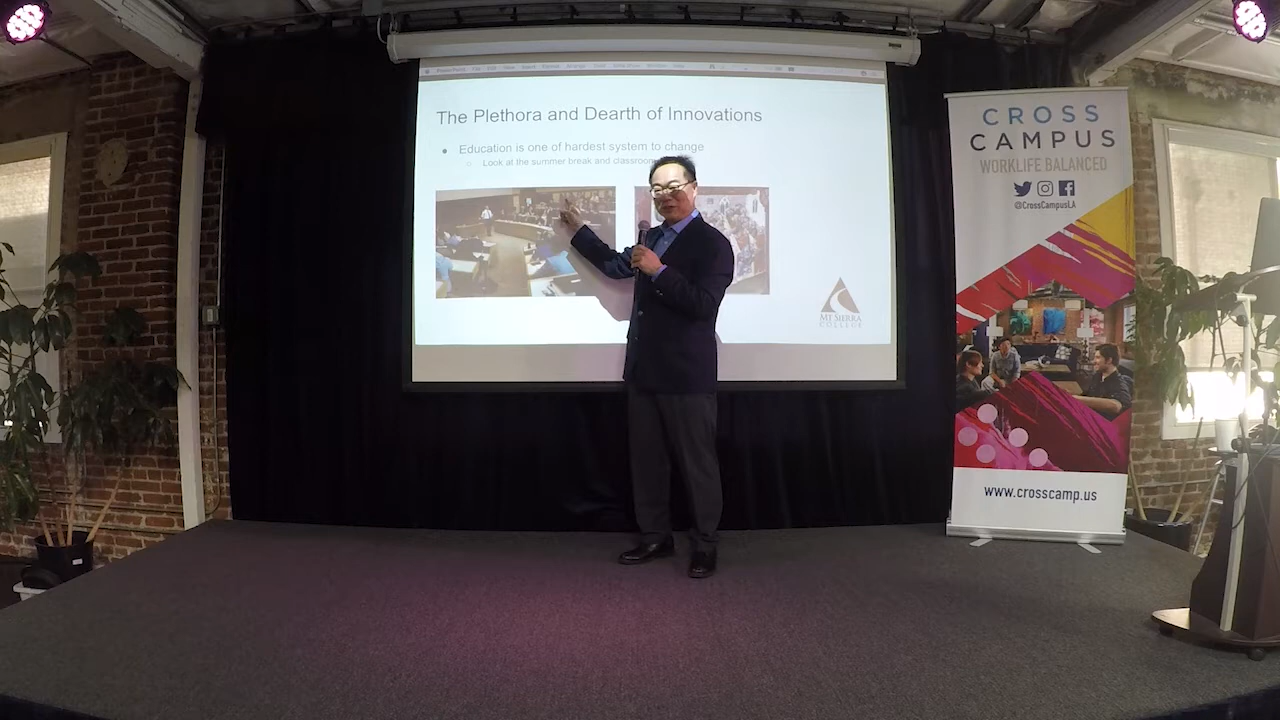 The Plethora and Dearth of Innovations
Education is one of hardest system to change
Look at the summer break and classroom
MT SIERRA
COLLEGE
CROSS
CAMPUS
WORKLIFE BALANCED
@CrossCampusLA
www.crosscamp.us